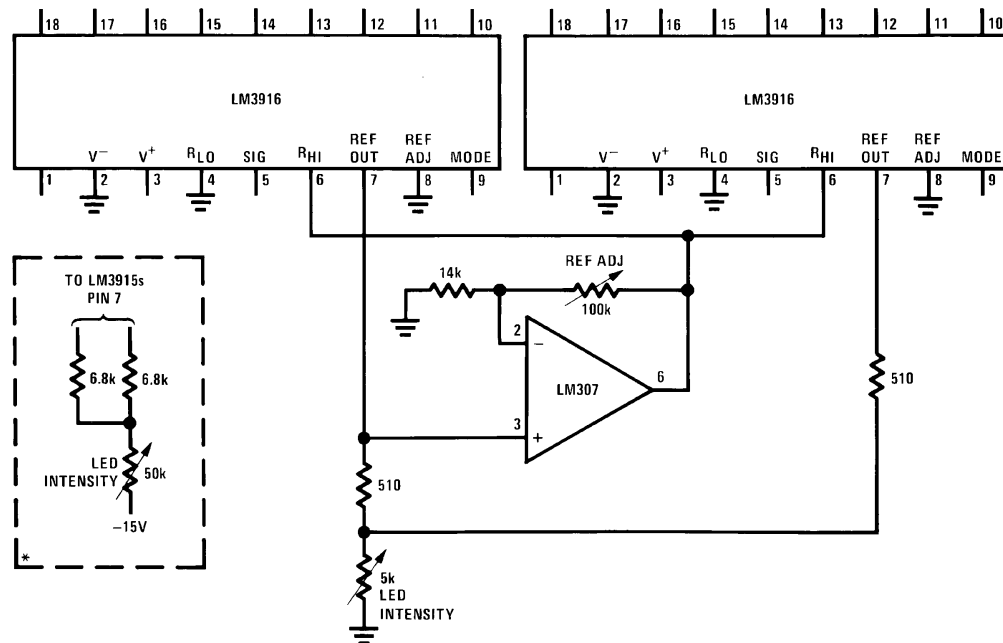 18 17 16 15 14 13 12 11 10
LM3916
V− V+ RLO SIG RHI REF OUT REF ADJ MODE
1 2 3 4 5 6 7 8 9
18 17 16 15 14 13 12 11 10
LM3916
V− V+ RLO SIG RHI REF OUT REF ADJ MODE
1 2 3 4 5 6 7 8 9
TO LM3915s
PIN 7
6.8k 6.8k
LED
INTENSITY
50k
−15V
*
14k
REF ADJ
100k
2
−
LM307
6
3
+
510
510
5k
LED
INTENSITY